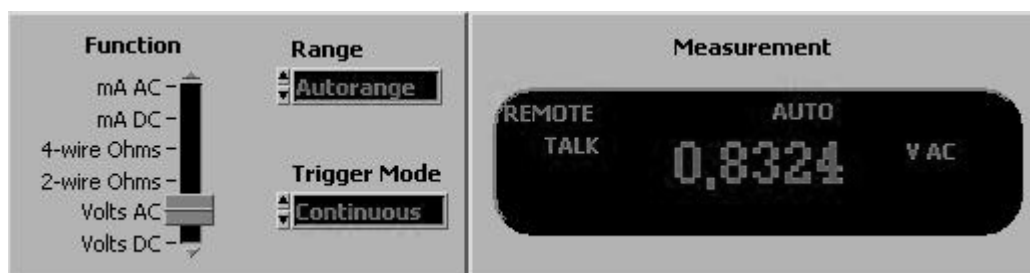 Function
mA AC
mA DC
4-wire Ohms
2-wire Ohms
Volts AC
Volts DC
Range
Autorange
Trigger Mode
Continuous
Measurement
REMOTE AUTO
TALK 0.8324 V AC